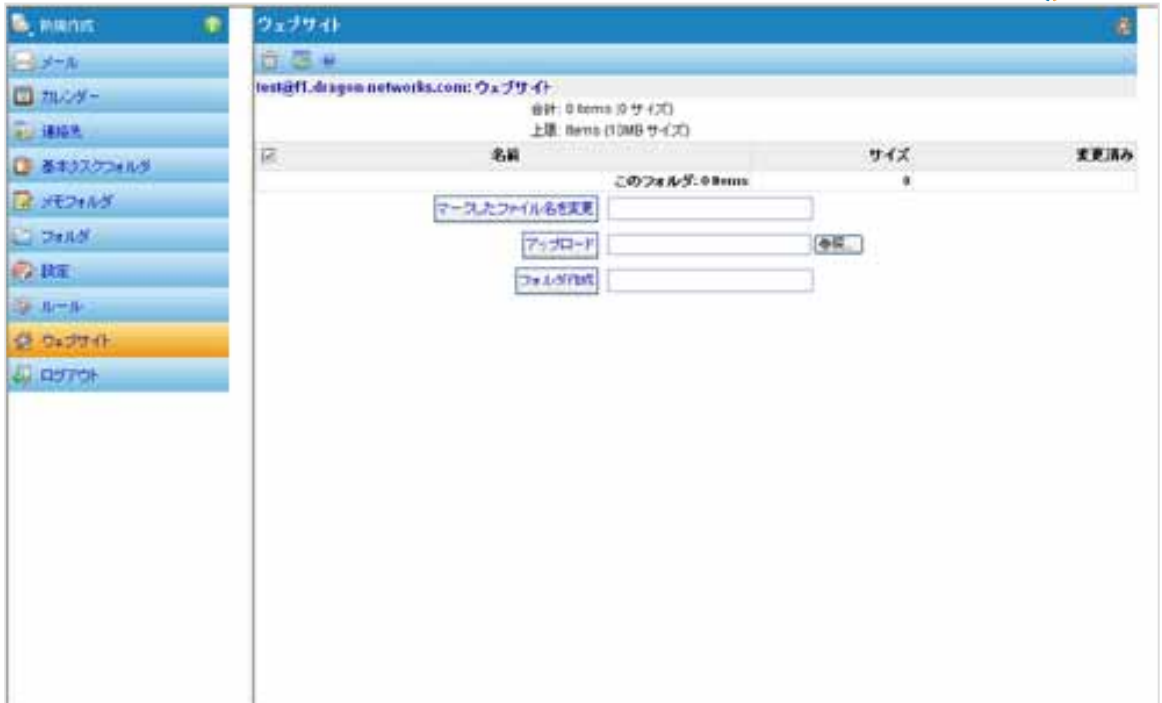 新規作成
メール
カレンダー
連絡先
基本タスクフォルダ
メモフォルダ
フォルダ
設定
ルール
ウェブサイト
ログアウト
ウェブサイト
test@f1.dragon-networks.com: ウェブサイト
合計: 0 items (0 サイズ)
上限: items (10MB サイズ)
名前 サイズ 変更済み
このフォルダ: 0 items 0
マークしたファイル名を変更
アップロード 参照...
フォルダ作成